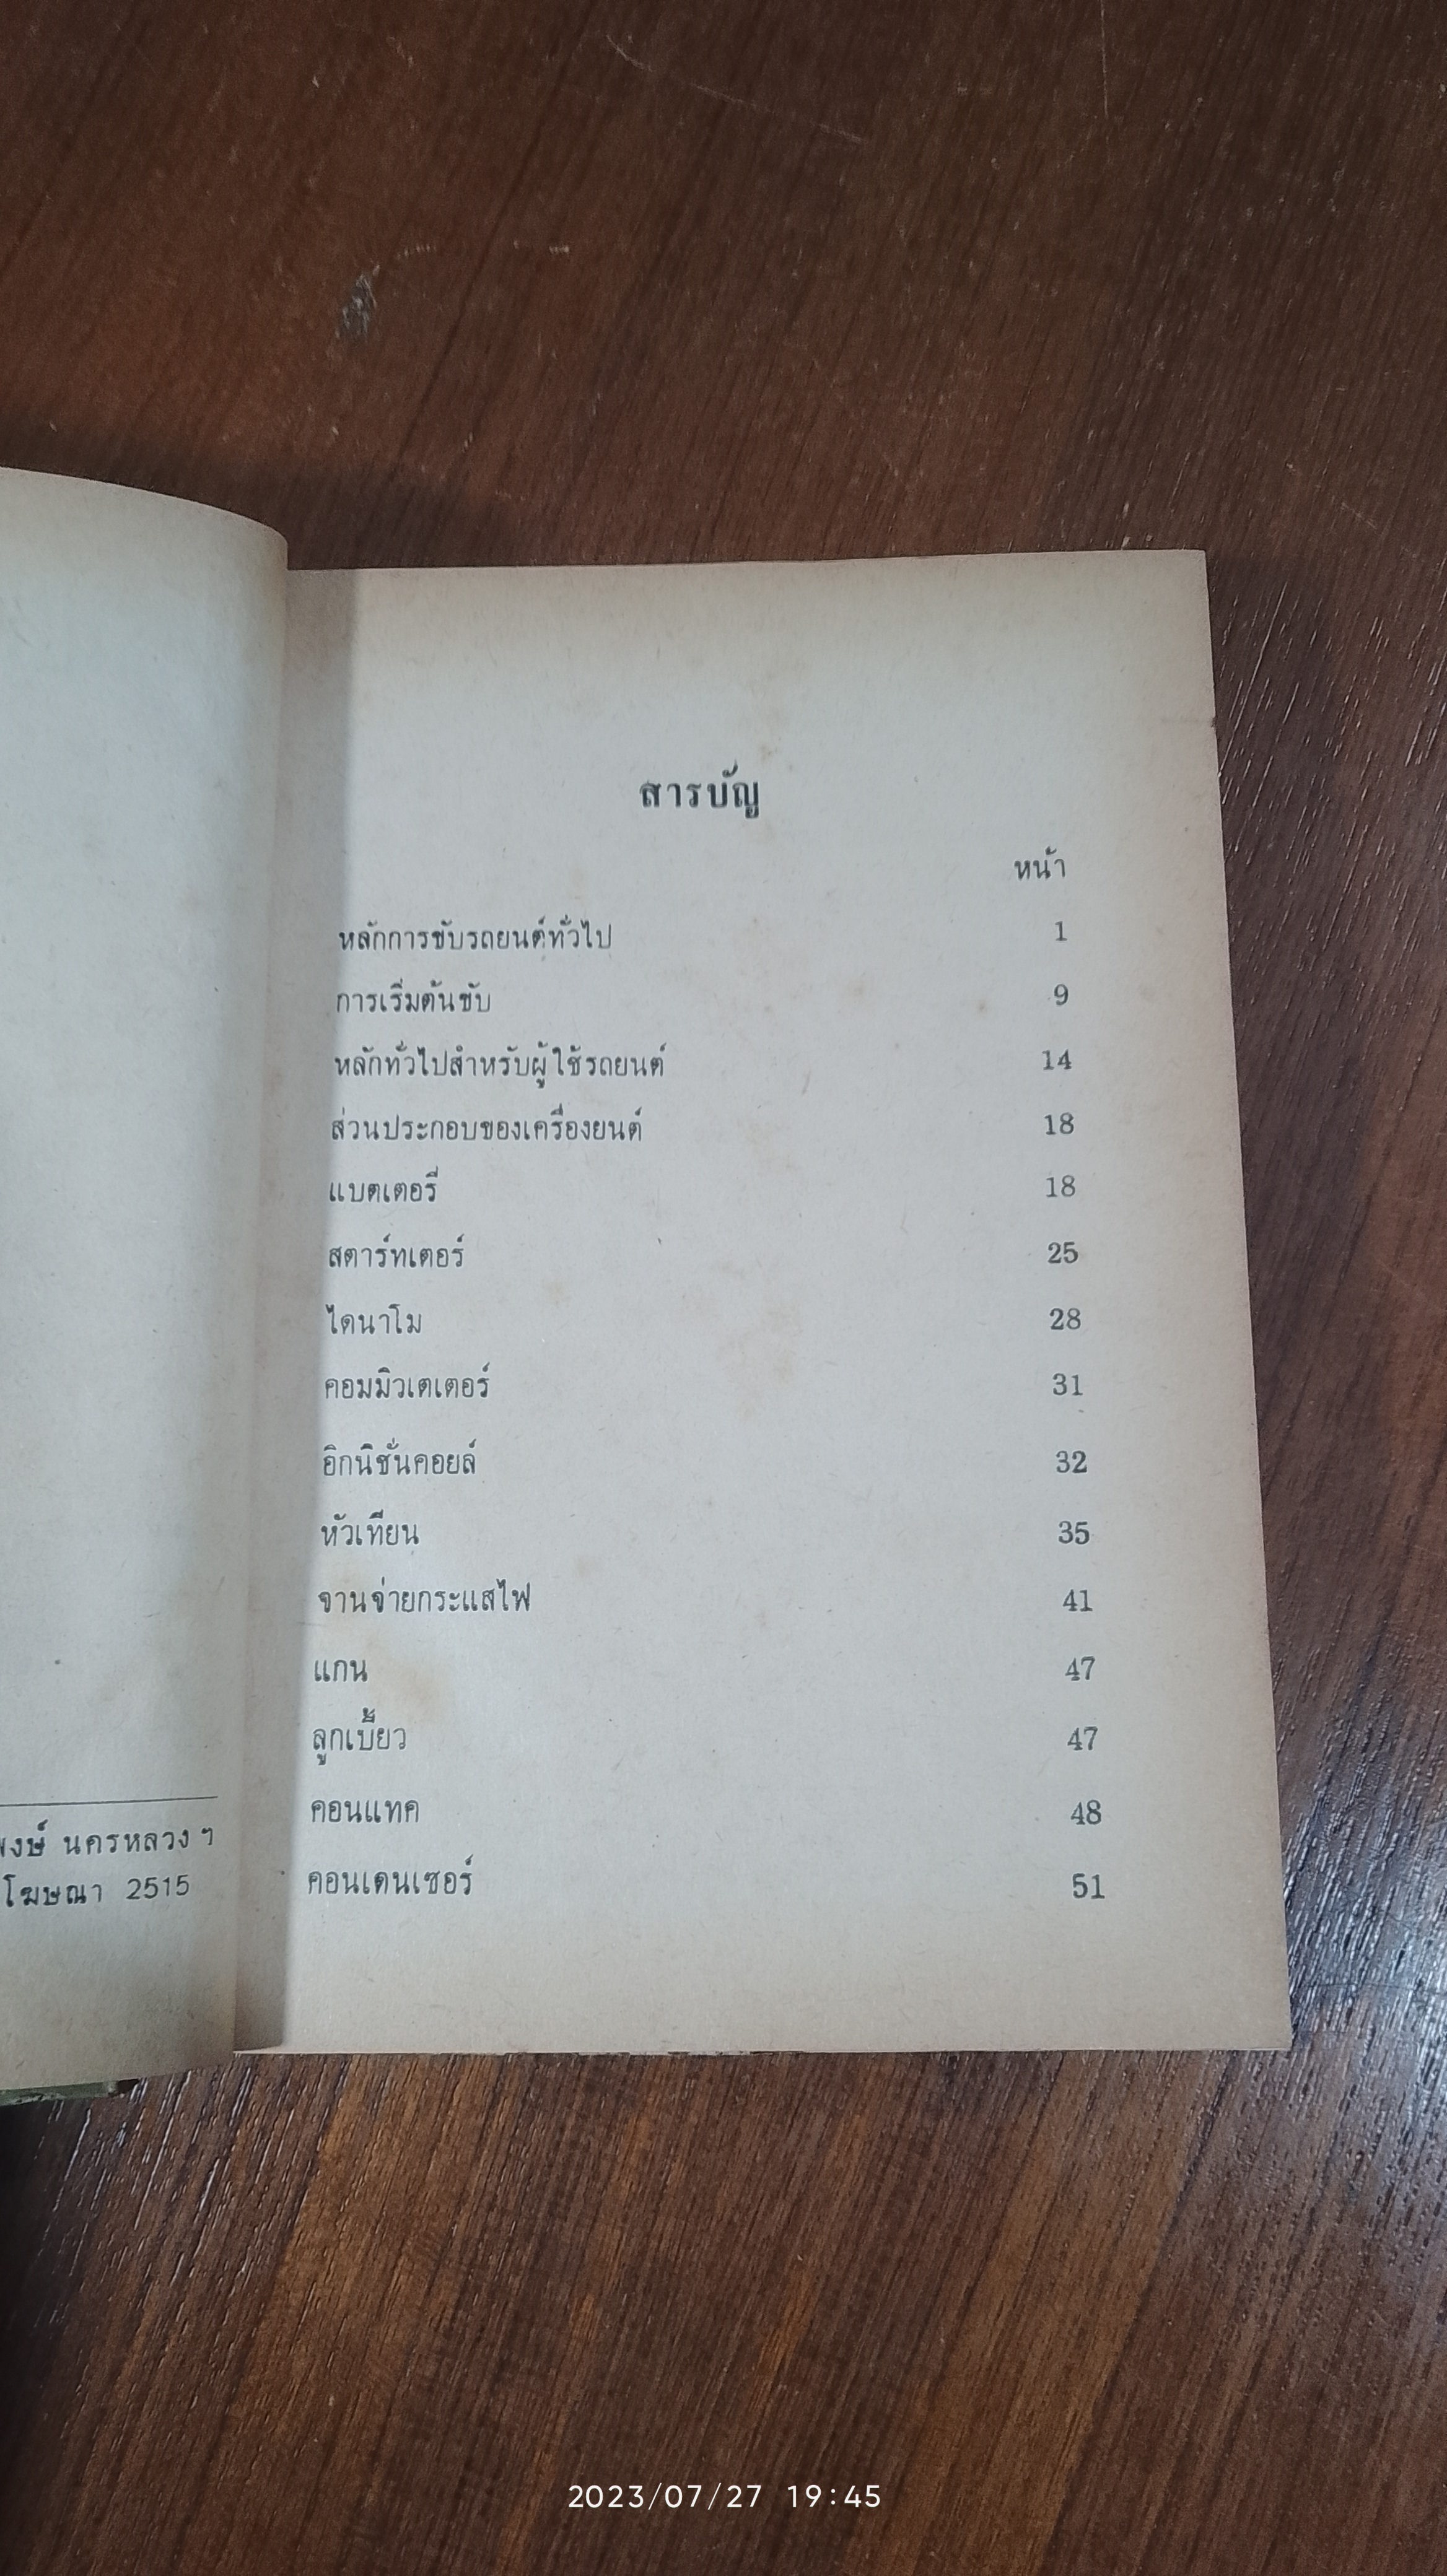 สารบัญ
หน้า
หลักการขับรถยนต์ทั่วไป 1
การเริ่มต้นขับ 9
หลักทั่วไปสำหรับผู้ใช้รถยนต์ 14
ส่วนประกอบของเครื่องยนต์ 18
แบตเตอรี่ 18
สตาร์ทเตอร์ 25
ไดนาโม 28
คอมมิวเตเตอร์ 31
อิกนิชั่นคอยล์ 32
หัวเทียน 35
จานจ่ายกระแสไฟ 41
แกน 47
ลูกเบี้ยว 47
คอนแทค 48
คอนเดนเซอร์ 51
นครหลวง ฯ
โฆษณา 2515
2023/07/27 19:45